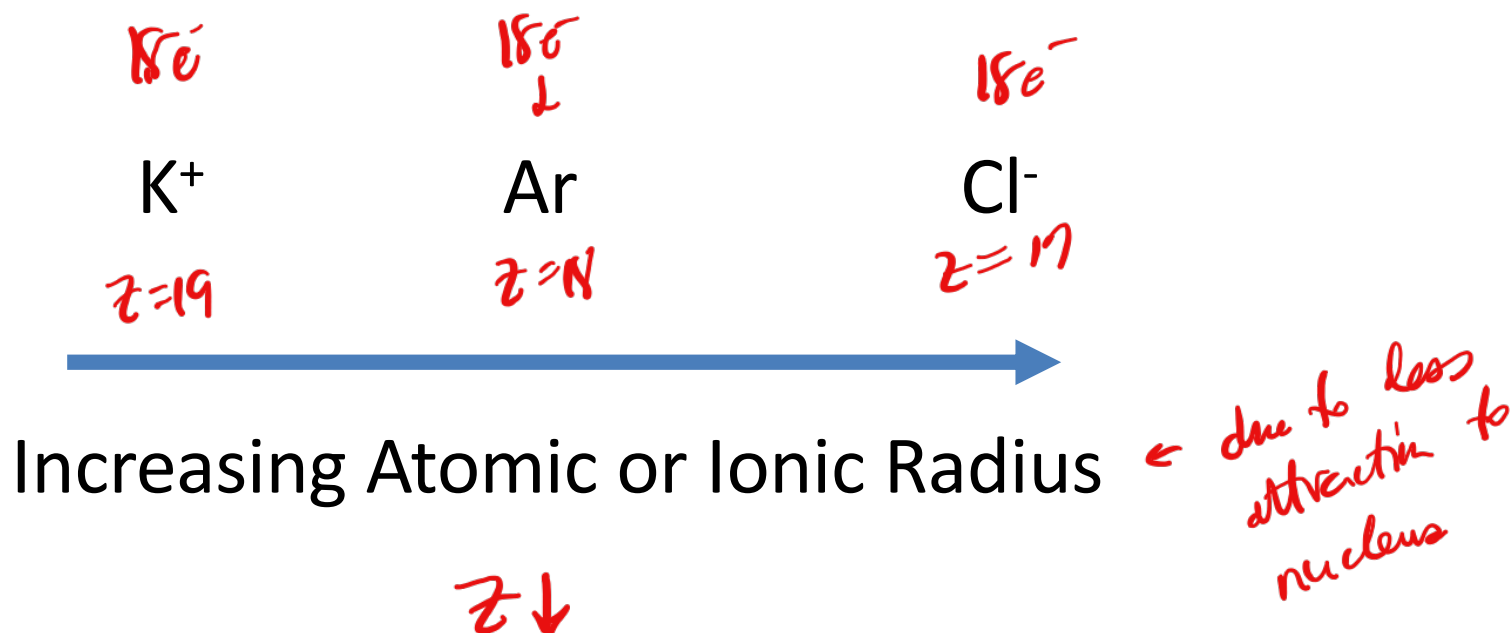 18e⁻ 18e⁻ 18e⁻
↓
K⁺ Ar Cl⁻
Z=19 Z=18 Z=17
Increasing Atomic or Ionic Radius ← due to less
attraction to
nucleus
Z↓